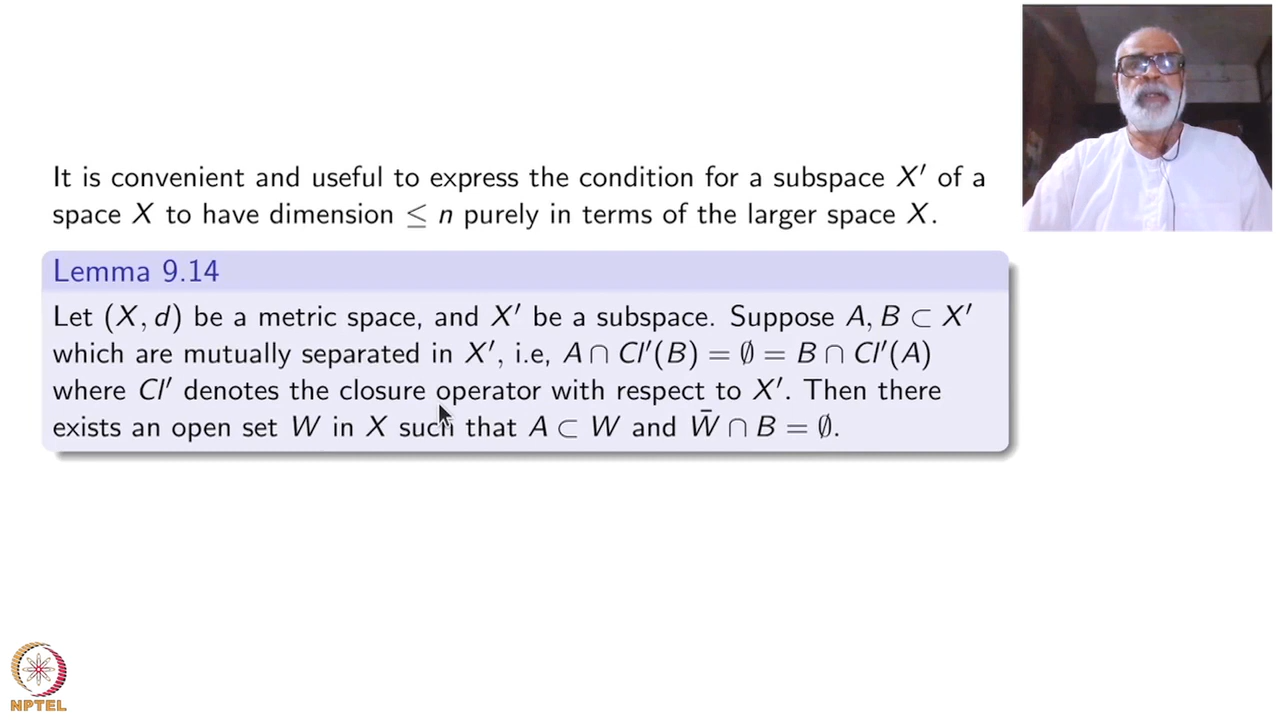 It is convenient and useful to express the condition for a subspace X′ of a
space X to have dimension ≤ n purely in terms of the larger space X.
Lemma 9.14
Let (X, d) be a metric space, and X′ be a subspace. Suppose A, B ⊂ X′
which are mutually separated in X′, i.e, A ∩ Cl′(B) = ∅ = B ∩ Cl′(A)
where Cl′ denotes the closure operator with respect to X′. Then there
exists an open set W in X such that A ⊂ W and W̄ ∩ B = ∅.
NPTEL